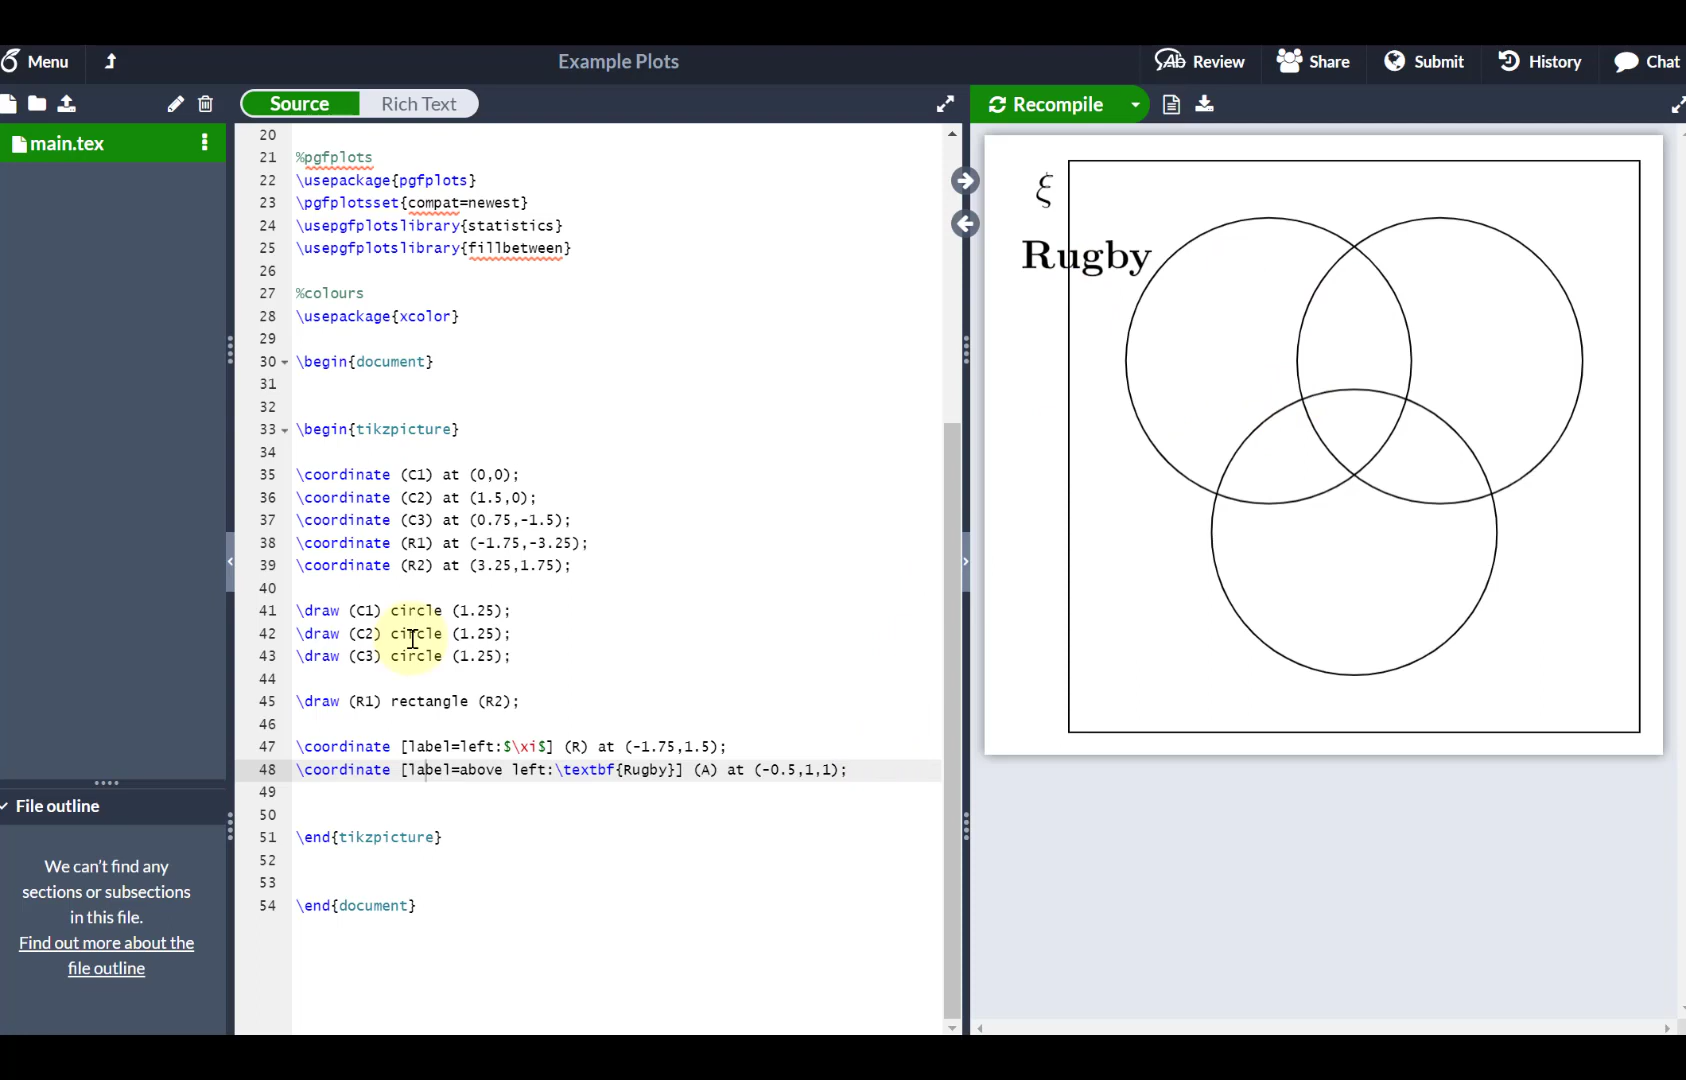 Menu
Example Plots
Review
Share
Submit
History
Chat
Source
Rich Text
Recompile
main.tex
20
21 %pgfplots
22 \usepackage{pgfplots}
23 \pgfplotsset{compat=newest}
24 \usepgfplotslibrary{statistics}
25 \usepgfplotslibrary{fillbetween}
26
27 %colours
28 \usepackage{xcolor}
29
30 \begin{document}
31
32
33 \begin{tikzpicture}
34
35 \coordinate (C1) at (0,0);
36 \coordinate (C2) at (1.5,0);
37 \coordinate (C3) at (0.75,-1.5);
38 \coordinate (R1) at (-1.75,-3.25);
39 \coordinate (R2) at (3.25,1.75);
40
41 \draw (C1) circle (1.25);
42 \draw (C2) circle (1.25);
43 \draw (C3) circle (1.25);
44
45 \draw (R1) rectangle (R2);
46
47 \coordinate [label=left:$\xi$] (R) at (-1.75,1.5);
48 \coordinate [label=above left:\textbf{Rugby}] (A) at (-0.5,1,1);
49
50
51 \end{tikzpicture}
52
53
54 \end{document}
File outline
We can't find any
sections or subsections
in this file.
Find out more about the
file outline
ξ
Rugby